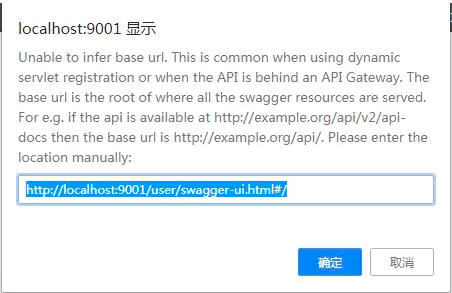 localhost:9001 显示
Unable to infer base url. This is common when using dynamic
servlet registration or when the API is behind an API Gateway. The
base url is the root of where all the swagger resources are served.
For e.g. if the api is available at http://example.org/api/v2/api-
docs then the base url is http://example.org/api/. Please enter the
location manually:
http://localhost:9001/user/swagger-ui.html#/
确定
取消